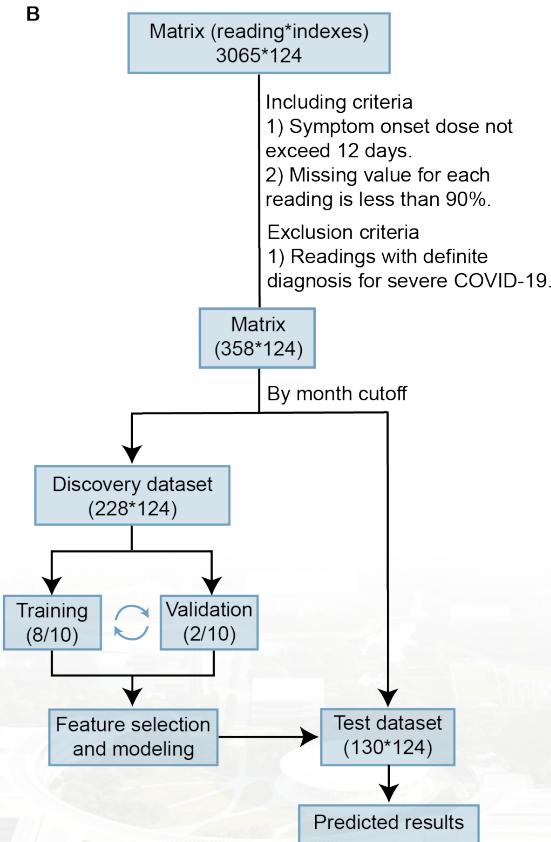 B
Matrix (reading*indexes)
3065*124
Including criteria
1) Symptom onset dose not
exceed 12 days.
2) Missing value for each
reading is less than 90%.
Exclusion criteria
1) Readings with definite
diagnosis for severe COVID-19.
Matrix
(358*124)
By month cutoff
Discovery dataset
(228*124)
Training
(8/10)
Validation
(2/10)
Feature selection
and modeling
Test dataset
(130*124)
Predicted results